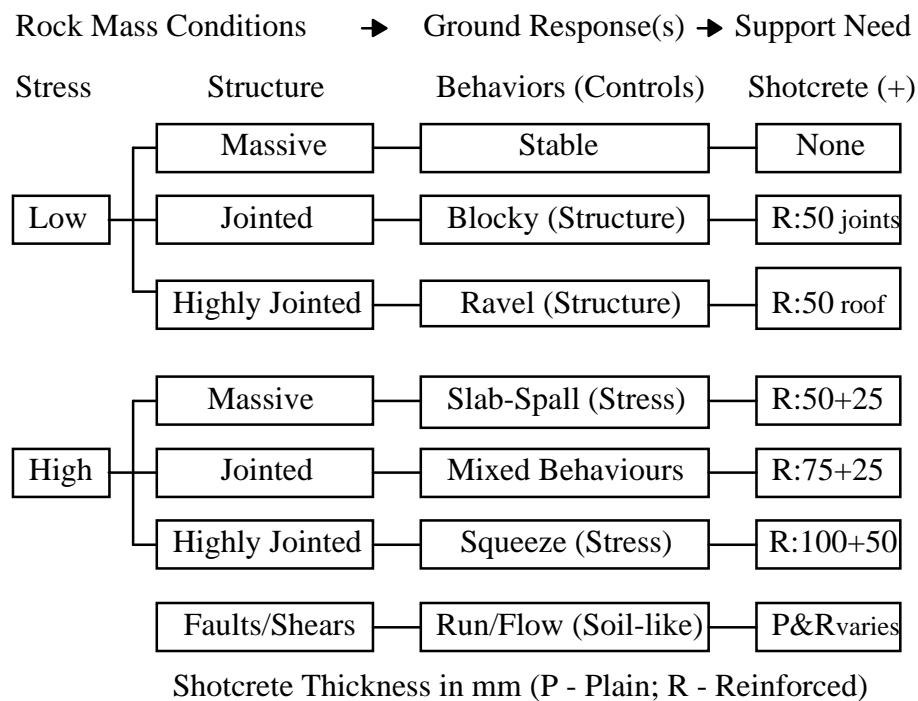 Rock Mass Conditions → Ground Response(s) → Support Need
Stress Structure Behaviors (Controls) Shotcrete (+)
Massive Stable None
Low Jointed Blocky (Structure) R:50 joints
Highly Jointed Ravel (Structure) R:50 roof
Massive Slab-Spall (Stress) R:50+25
High Jointed Mixed Behaviours R:75+25
Highly Jointed Squeeze (Stress) R:100+50
Faults/Shears Run/Flow (Soil-like) P&Rvaries
Shotcrete Thickness in mm (P - Plain; R - Reinforced)